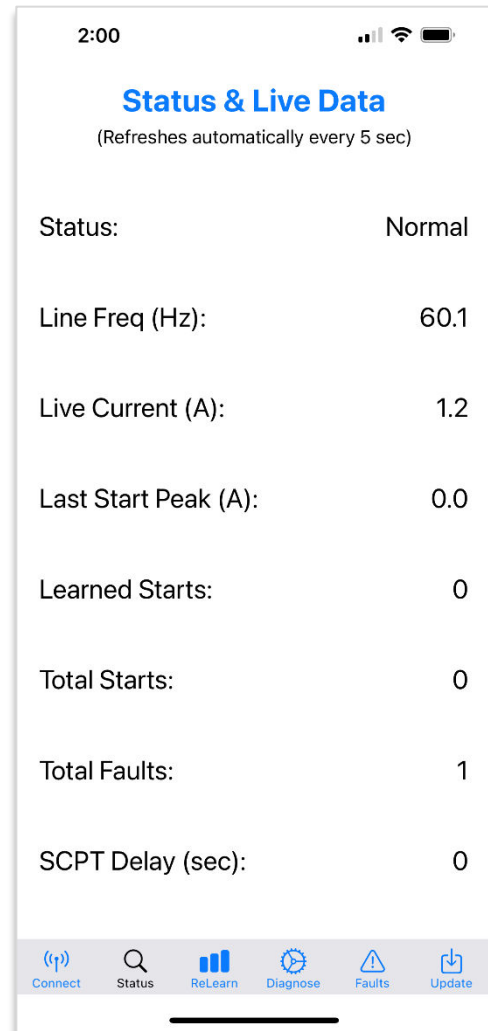 2:00
Status & Live Data
(Refreshes automatically every 5 sec)
Status: Normal
Line Freq (Hz): 60.1
Live Current (A): 1.2
Last Start Peak (A): 0.0
Learned Starts: 0
Total Starts: 0
Total Faults: 1
SCPT Delay (sec): 0
Connect Status ReLearn Diagnose Faults Update